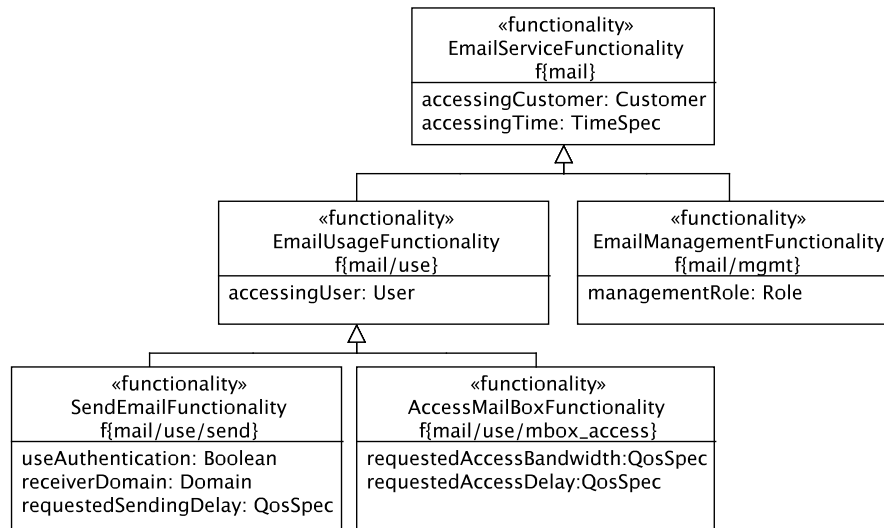 «functionality»
EmailServiceFunctionality
f{mail}
accessingCustomer: Customer
accessingTime: TimeSpec
«functionality»
EmailUsageFunctionality
f{mail/use}
accessingUser: User
«functionality»
EmailManagementFunctionality
f{mail/mgmt}
managementRole: Role
«functionality»
SendEmailFunctionality
f{mail/use/send}
useAuthentication: Boolean
receiverDomain: Domain
requestedSendingDelay: QosSpec
«functionality»
AccessMailBoxFunctionality
f{mail/use/mbox_access}
requestedAccessBandwidth:QosSpec
requestedAccessDelay:QosSpec